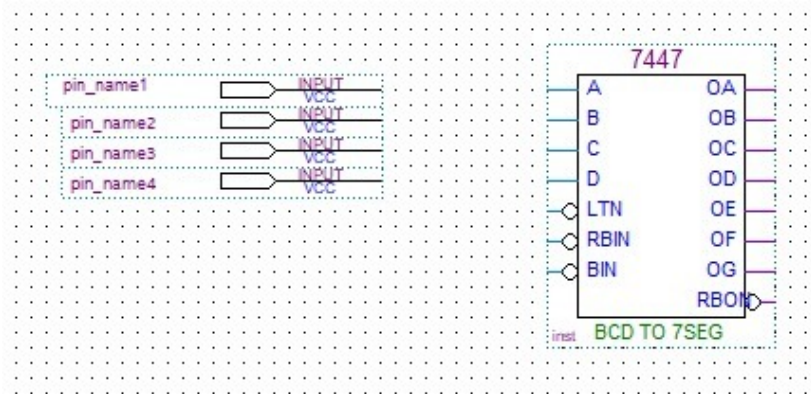 pin_name1 INPUT
VCC
pin_name2 INPUT
VCC
pin_name3 INPUT
VCC
pin_name4 INPUT
VCC
7447
A OA
B OB
C OC
D OD
LTN OE
RBIN OF
BIN OG
RBON
inst BCD TO 7SEG